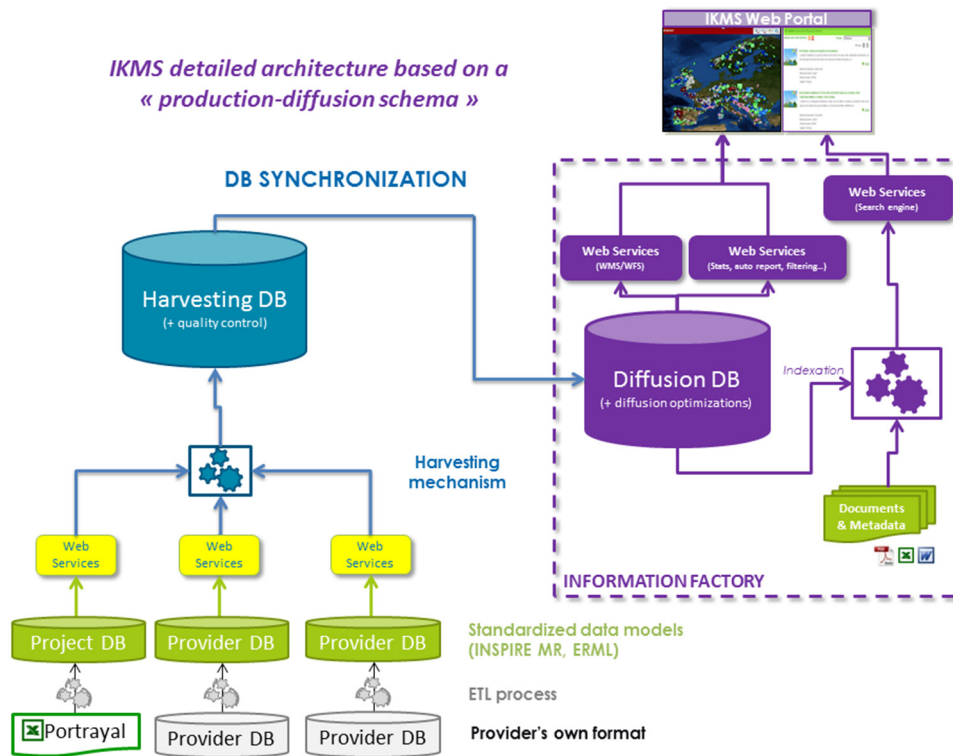 IKMS Web Portal
IKMS detailed architecture based on a
« production-diffusion schema »
DB SYNCHRONIZATION
Web Services
(Search engine)
Web Services
(WMS/WFS)
Web Services
(Stats, auto report, filtering...)
Harvesting DB
(+ quality control)
Diffusion DB
(+ diffusion optimizations)
Indexation
Harvesting
mechanism
Documents
& Metadata
Web
Services
Web
Services
Web
Services
INFORMATION FACTORY
Project DB
Provider DB
Provider DB
Standardized data models
(INSPIRE MR, ERML)
ETL process
Portrayal
Provider DB
Provider DB
Provider's own format